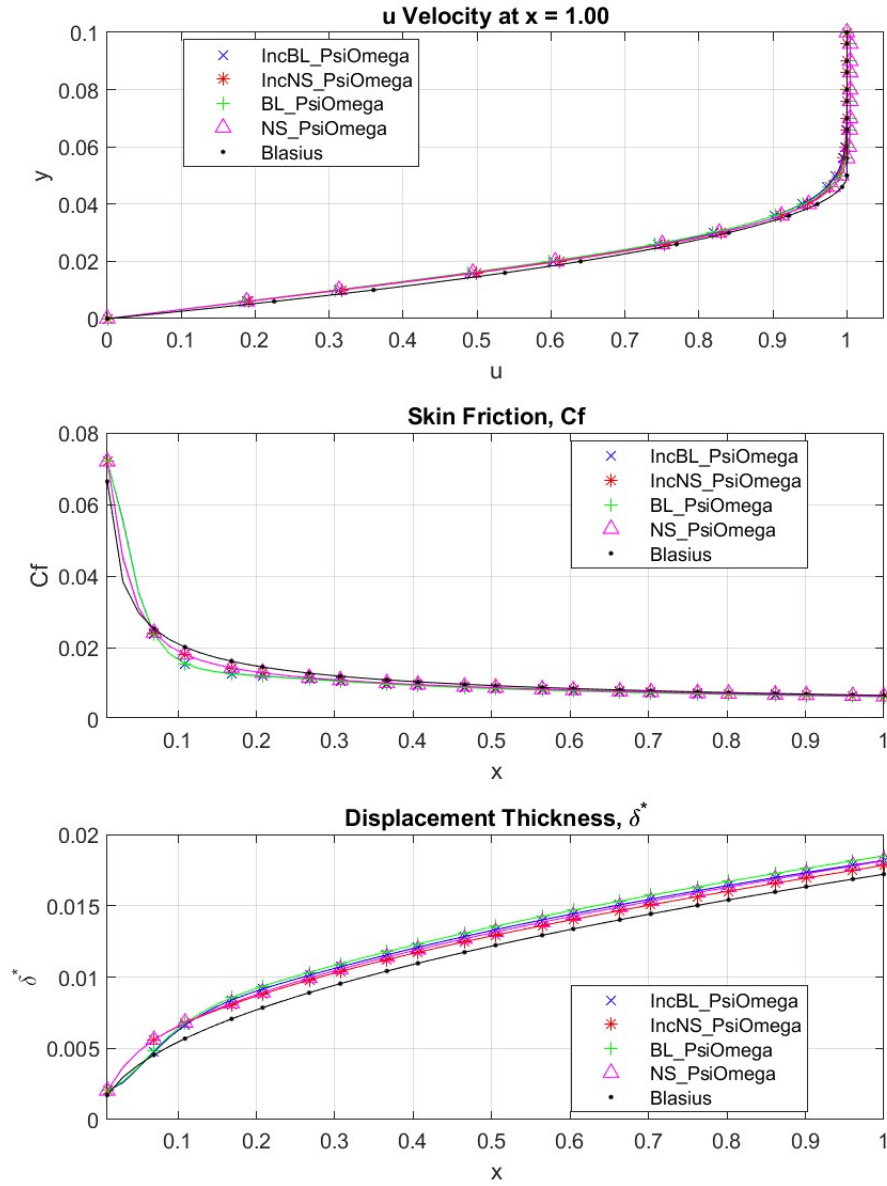 u Velocity at x = 1.00
0.1
0.08
0.06
0.04
0.02
0
y
IncBL_PsiOmega
IncNS_PsiOmega
BL_PsiOmega
NS_PsiOmega
Blasius
0 0.1 0.2 0.3 0.4 0.5 0.6 0.7 0.8 0.9 1
u
Skin Friction, Cf
0.08
0.06
0.04
0.02
0
Cf
IncBL_PsiOmega
IncNS_PsiOmega
BL_PsiOmega
NS_PsiOmega
Blasius
0.1 0.2 0.3 0.4 0.5 0.6 0.7 0.8 0.9 1
x
Displacement Thickness, δ*
0.02
0.015
0.01
0.005
0
δ*
IncBL_PsiOmega
IncNS_PsiOmega
BL_PsiOmega
NS_PsiOmega
Blasius
0.1 0.2 0.3 0.4 0.5 0.6 0.7 0.8 0.9 1
x